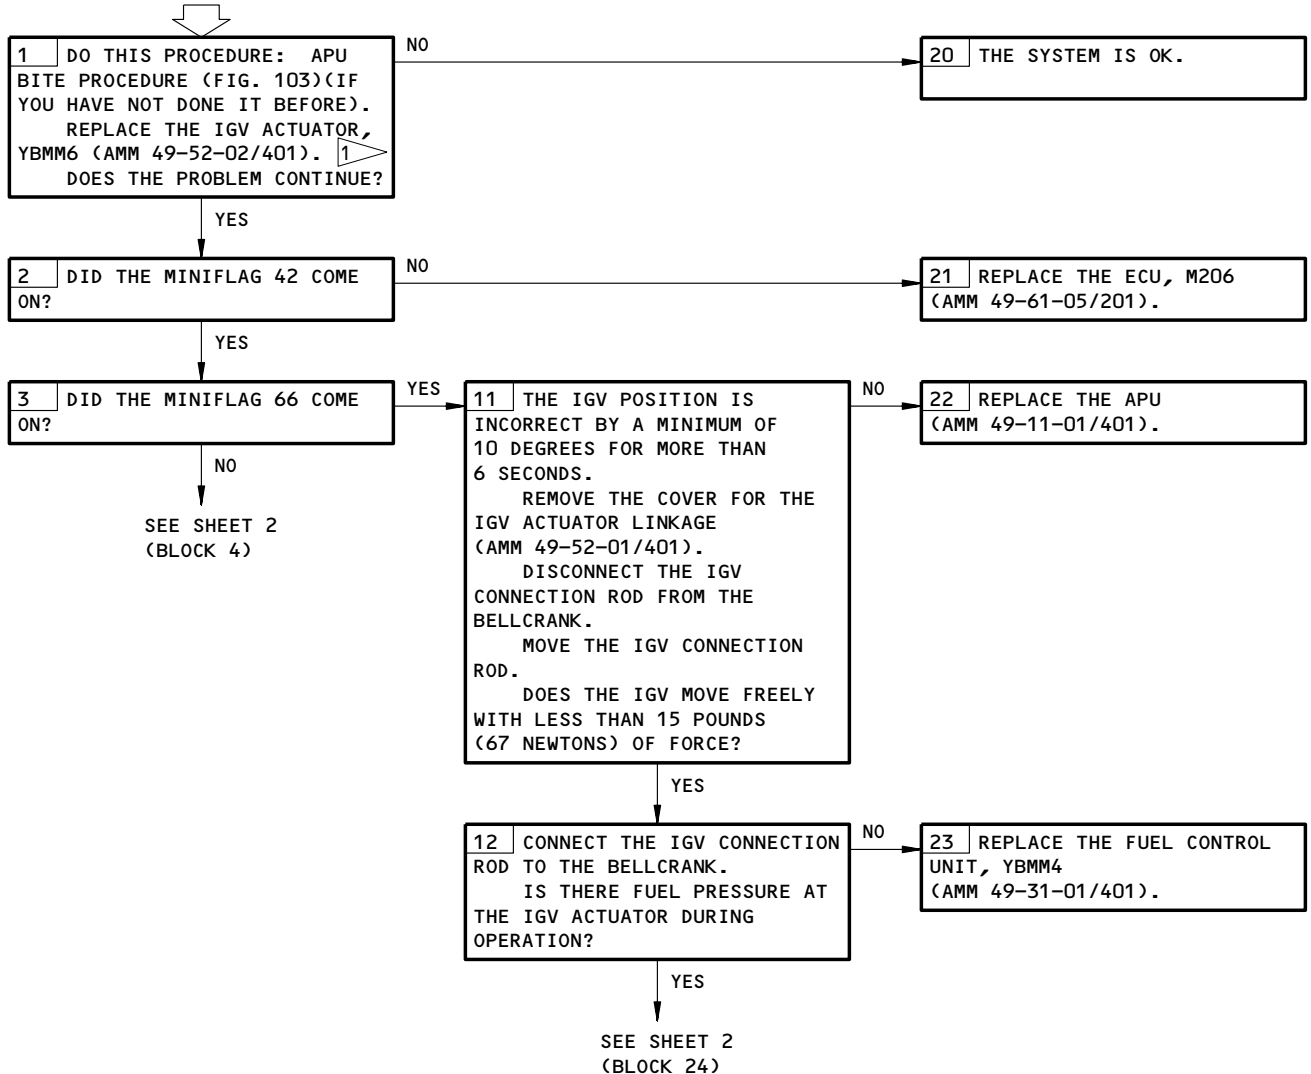 1 DO THIS PROCEDURE: APU
BITE PROCEDURE (FIG. 103)(IF
YOU HAVE NOT DONE IT BEFORE).
REPLACE THE IGV ACTUATOR,
YBMM6 (AMM 49-52-02/401). 1
DOES THE PROBLEM CONTINUE?
NO
20 THE SYSTEM IS OK.
YES
2 DID THE MINIFLAG 42 COME
ON?
NO
21 REPLACE THE ECU, M206
(AMM 49-61-05/201).
YES
3 DID THE MINIFLAG 66 COME
ON?
YES
NO
SEE SHEET 2
(BLOCK 4)
11 THE IGV POSITION IS
INCORRECT BY A MINIMUM OF
10 DEGREES FOR MORE THAN
6 SECONDS.
REMOVE THE COVER FOR THE
IGV ACTUATOR LINKAGE
(AMM 49-52-01/401).
DISCONNECT THE IGV
CONNECTION ROD FROM THE
BELLCRANK.
MOVE THE IGV CONNECTION
ROD.
DOES THE IGV MOVE FREELY
WITH LESS THAN 15 POUNDS
(67 NEWTONS) OF FORCE?
NO
22 REPLACE THE APU
(AMM 49-11-01/401).
YES
12 CONNECT THE IGV CONNECTION
ROD TO THE BELLCRANK.
IS THERE FUEL PRESSURE AT
THE IGV ACTUATOR DURING
OPERATION?
NO
23 REPLACE THE FUEL CONTROL
UNIT, YBMM4
(AMM 49-31-01/401).
YES
SEE SHEET 2
(BLOCK 24)